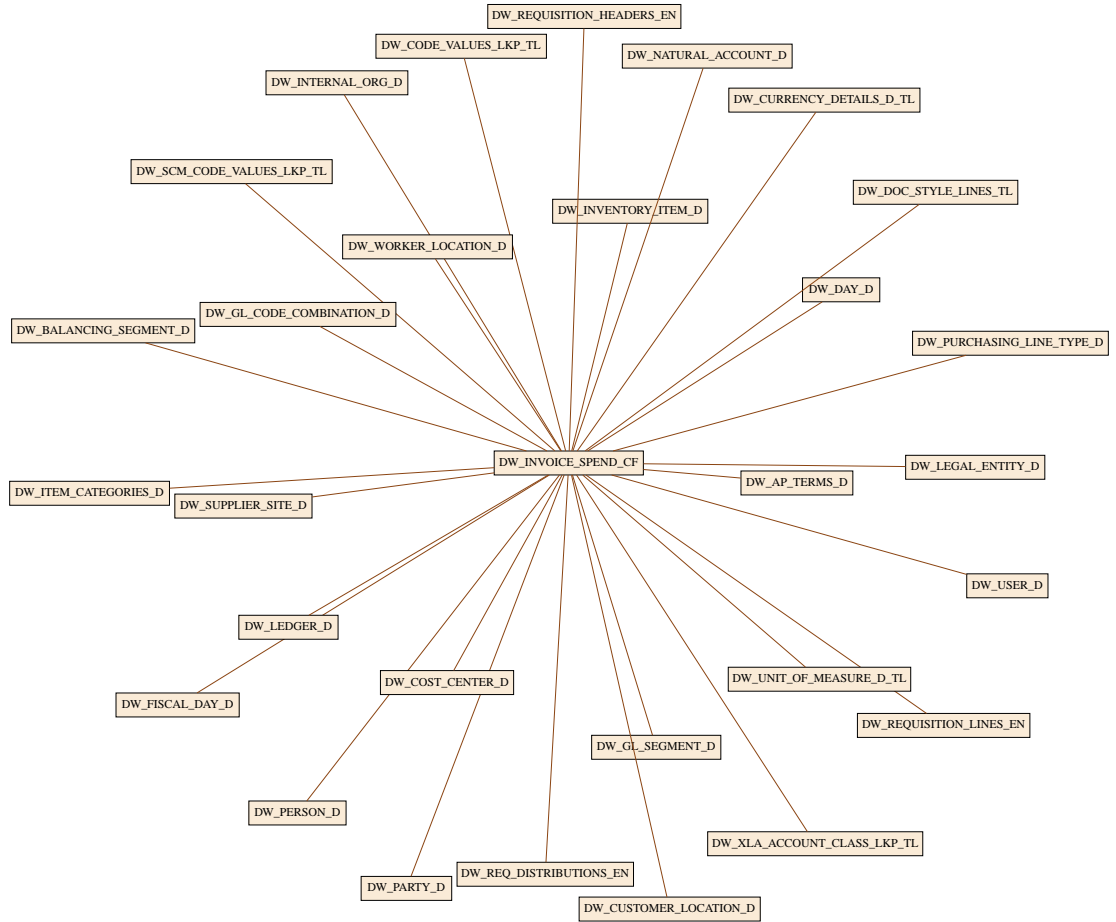 DW_REQUISITION_HEADERS_EN
DW_CODE_VALUES_LKP_TL
DW_NATURAL_ACCOUNT_D
DW_INTERNAL_ORG_D
DW_CURRENCY_DETAILS_D_TL
DW_SCM_CODE_VALUES_LKP_TL
DW_DOC_STYLE_LINES_TL
DW_INVENTORY_ITEM_D
DW_WORKER_LOCATION_D
DW_DAY_D
DW_GL_CODE_COMBINATION_D
DW_BALANCING_SEGMENT_D
DW_PURCHASING_LINE_TYPE_D
DW_INVOICE_SPEND_CF
DW_LEGAL_ENTITY_D
DW_AP_TERMS_D
DW_ITEM_CATEGORIES_D
DW_SUPPLIER_SITE_D
DW_USER_D
DW_LEDGER_D
DW_UNIT_OF_MEASURE_D_TL
DW_COST_CENTER_D
DW_FISCAL_DAY_D
DW_REQUISITION_LINES_EN
DW_GL_SEGMENT_D
DW_PERSON_D
DW_XLA_ACCOUNT_CLASS_LKP_TL
DW_REQ_DISTRIBUTIONS_EN
DW_PARTY_D
DW_CUSTOMER_LOCATION_D